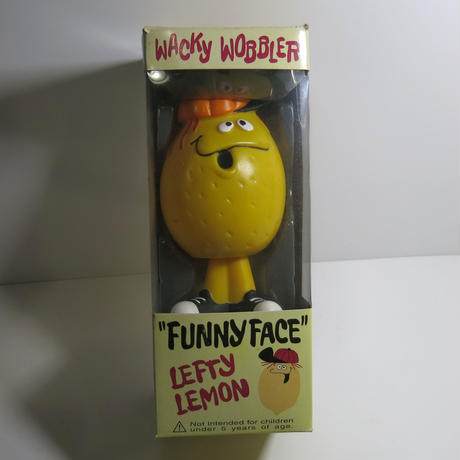 WACKY WOBBLER
"FUNNY FACE"
LEFTY
LEMON
Not intended for children
under 5 years of age.